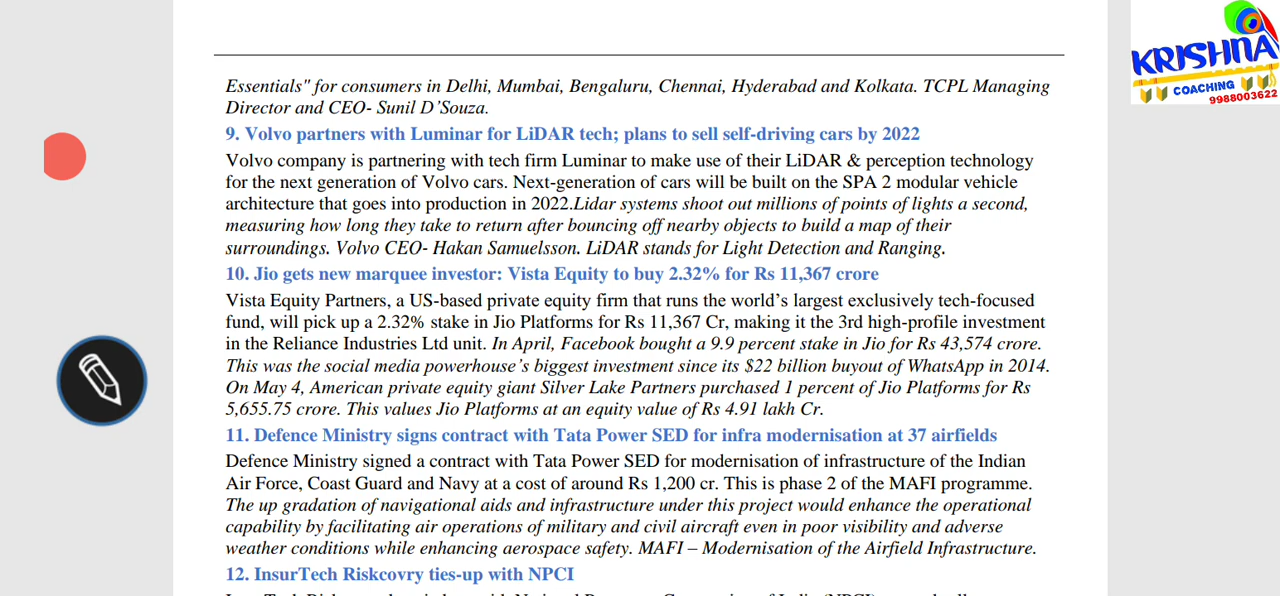 KRISHNA
COACHING
9988003622
Essentials" for consumers in Delhi, Mumbai, Bengaluru, Chennai, Hyderabad and Kolkata. TCPL Managing
Director and CEO- Sunil D’Souza.
9. Volvo partners with Luminar for LiDAR tech; plans to sell self-driving cars by 2022
Volvo company is partnering with tech firm Luminar to make use of their LiDAR & perception technology
for the next generation of Volvo cars. Next-generation of cars will be built on the SPA 2 modular vehicle
architecture that goes into production in 2022.Lidar systems shoot out millions of points of lights a second,
measuring how long they take to return after bouncing off nearby objects to build a map of their
surroundings. Volvo CEO- Hakan Samuelsson. LiDAR stands for Light Detection and Ranging.
10. Jio gets new marquee investor: Vista Equity to buy 2.32% for Rs 11,367 crore
Vista Equity Partners, a US-based private equity firm that runs the world’s largest exclusively tech-focused
fund, will pick up a 2.32% stake in Jio Platforms for Rs 11,367 Cr, making it the 3rd high-profile investment
in the Reliance Industries Ltd unit. In April, Facebook bought a 9.9 percent stake in Jio for Rs 43,574 crore.
This was the social media powerhouse’s biggest investment since its $22 billion buyout of WhatsApp in 2014.
On May 4, American private equity giant Silver Lake Partners purchased 1 percent of Jio Platforms for Rs
5,655.75 crore. This values Jio Platforms at an equity value of Rs 4.91 lakh Cr.
11. Defence Ministry signs contract with Tata Power SED for infra modernisation at 37 airfields
Defence Ministry signed a contract with Tata Power SED for modernisation of infrastructure of the Indian
Air Force, Coast Guard and Navy at a cost of around Rs 1,200 cr. This is phase 2 of the MAFI programme.
The up gradation of navigational aids and infrastructure under this project would enhance the operational
capability by facilitating air operations of military and civil aircraft even in poor visibility and adverse
weather conditions while enhancing aerospace safety. MAFI – Modernisation of the Airfield Infrastructure.
12. InsurTech Riskcovry ties-up with NPCI